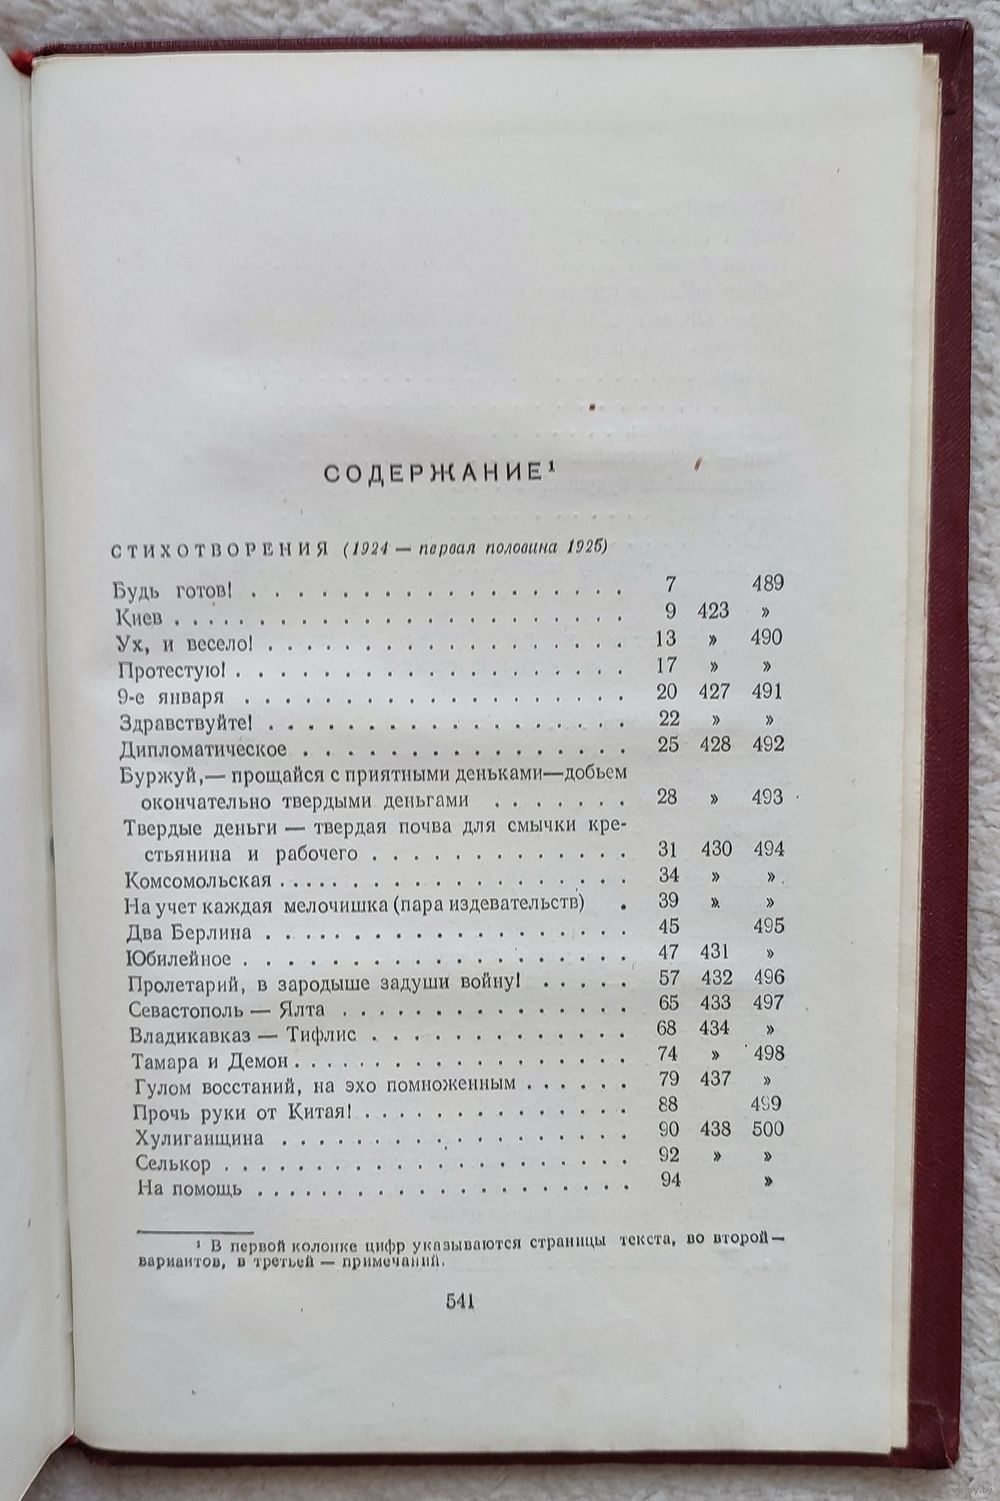 СОДЕРЖАНИЕ¹
СТИХОТВОРЕНИЯ (1924 — первая половина 1925)
Будь готов! . . . . . . . . . . . . . . . . . 7 489
Киев . . . . . . . . . . . . . . . . . . . . 9 423 »
Ух, и весело! . . . . . . . . . . . . . . . . 13 » 490
Протестую! . . . . . . . . . . . . . . . . . . 17 » »
9-е января . . . . . . . . . . . . . . . . . 20 427 491
Здравствуйте! . . . . . . . . . . . . . . . . 22 » »
Дипломатическое . . . . . . . . . . . . . . . 25 428 492
Буржуй,— прощайся с приятными деньками—добьем
окончательно твердыми деньгами . . . . . . 28 » 493
Твердые деньги — твердая почва для смычки кре-
стьянина и рабочего . . . . . . . . . . . . 31 430 494
Комсомольская . . . . . . . . . . . . . . . . 34 » »
На учет каждая мелочишка (пара издевательств) . 39 » »
Два Берлина . . . . . . . . . . . . . . . . . 45 495
Юбилейное . . . . . . . . . . . . . . . . . . 47 431 »
Пролетарий, в зародыше задуши войну! . . . . . 57 432 496
Севастополь — Ялта . . . . . . . . . . . . . 65 433 497
Владикавказ — Тифлис . . . . . . . . . . . . 68 434 »
Тамара и Демон . . . . . . . . . . . . . . . 74 » 498
Гулом восстаний, на эхо помноженным . . . . . . 79 437 »
Прочь руки от Китая! . . . . . . . . . . . . 88 499
Хулиганщина . . . . . . . . . . . . . . . . 90 438 500
Селькор . . . . . . . . . . . . . . . . . . 92 » »
На помощь . . . . . . . . . . . . . . . . . 94 »
¹ В первой колонке цифр указываются страницы текста, во второй—
вариантов, в третьей — примечаний.
541
www.ay.by